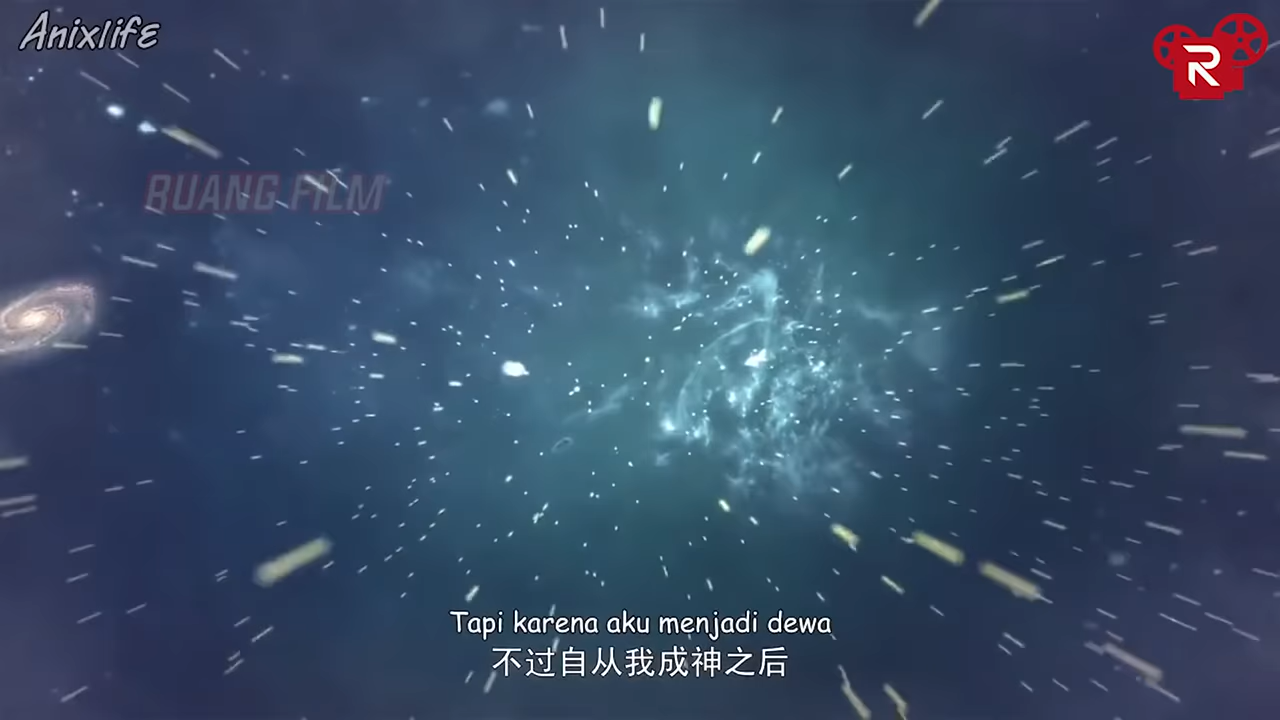 Anixlife
R
RUANG FILM
Tapi karena aku menjadi dewa
不过自从我成神之后